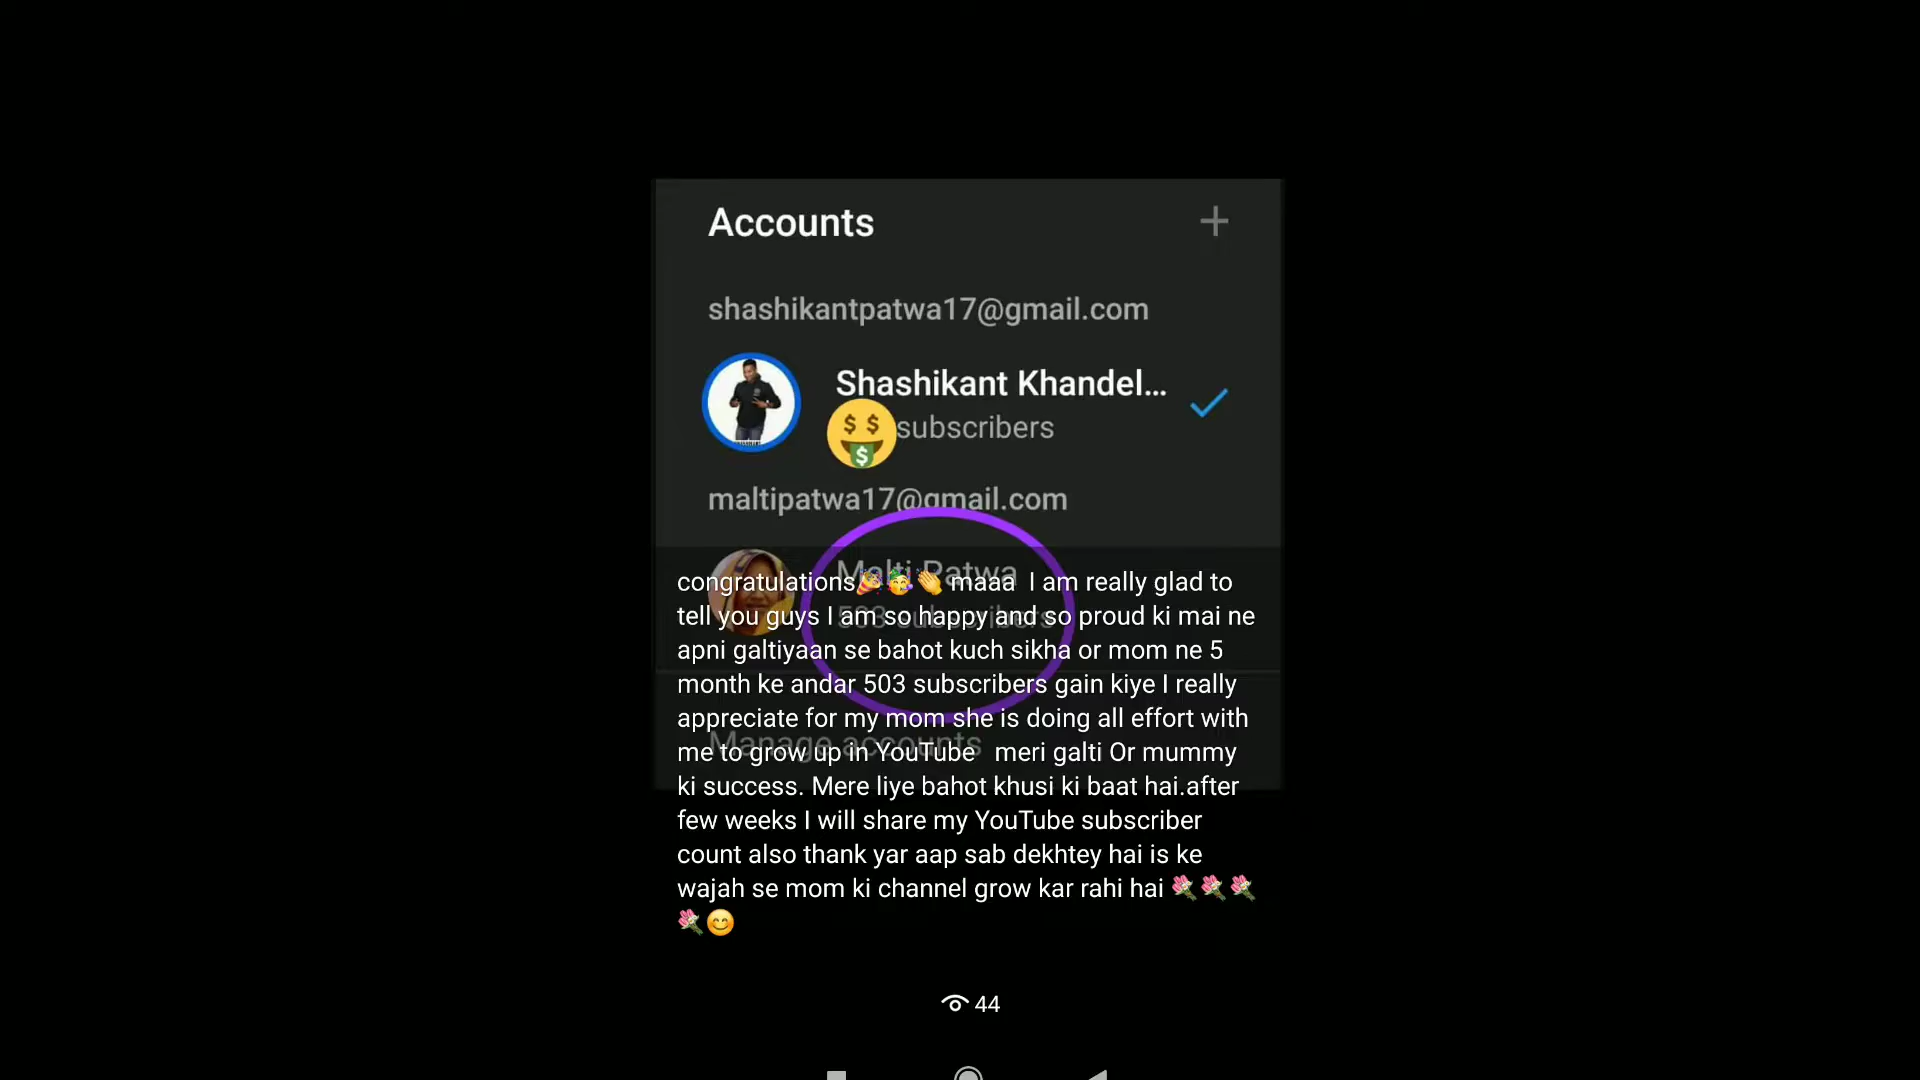 Accounts
shashikantpatwa17@gmail.com
Shashikant Khandel...
subscribers
maltipatwa17@gmail.com
Malti Patwa
503 subscribers
congratulations🎉🥳👏 maaa I am really glad to
tell you guys I am so happy and so proud ki mai ne
apni galtiyaan se bahot kuch sikha or mom ne 5
month ke andar 503 subscribers gain kiye I really
appreciate for my mom she is doing all effort with
me to grow up in YouTube meri galti Or mummy
ki success. Mere liye bahot khusi ki baat hai.after
few weeks I will share my YouTube subscriber
count also thank yar aap sab dekhtey hai is ke
wajah se mom ki channel grow kar rahi hai 💐💐💐
💐😊
Manage accounts
44